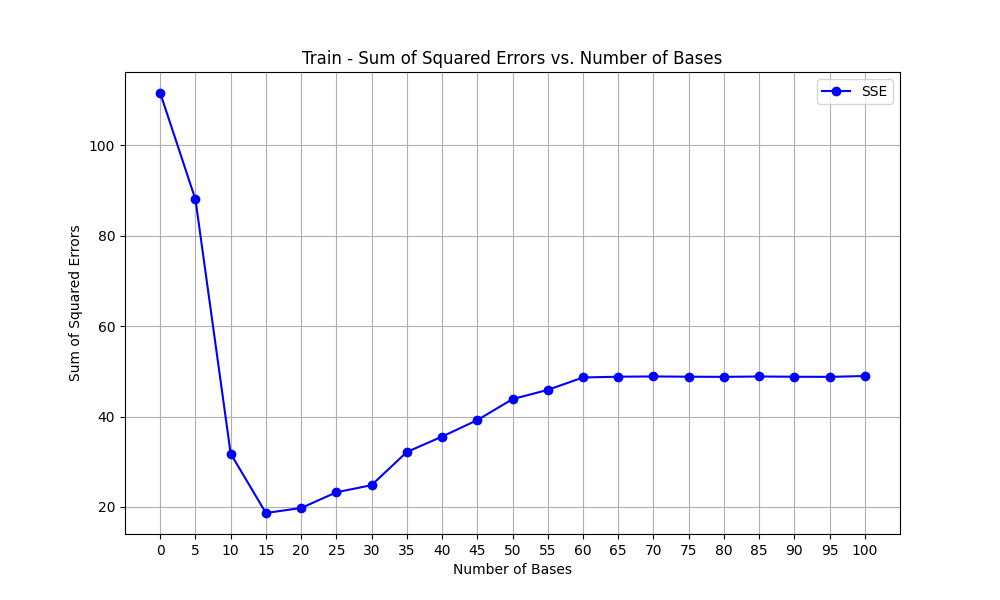 Train - Sum of Squared Errors vs. Number of Bases
SSE
100
80
60
40
20
Sum of Squared Errors
0 5 10 15 20 25 30 35 40 45 50 55 60 65 70 75 80 85 90 95 100
Number of Bases